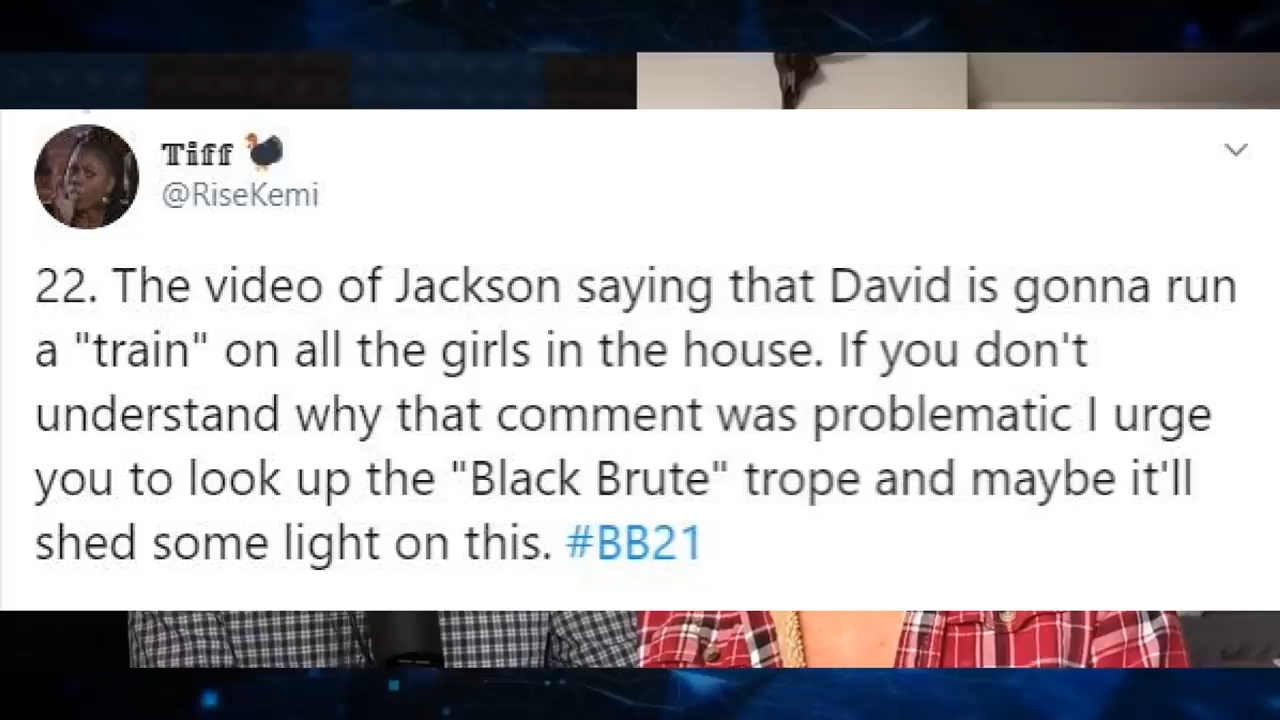 𝕋iff 🦃
@RiseKemi
22. The video of Jackson saying that David is gonna run
a "train" on all the girls in the house. If you don't
understand why that comment was problematic I urge
you to look up the "Black Brute" trope and maybe it'll
shed some light on this. #BB21